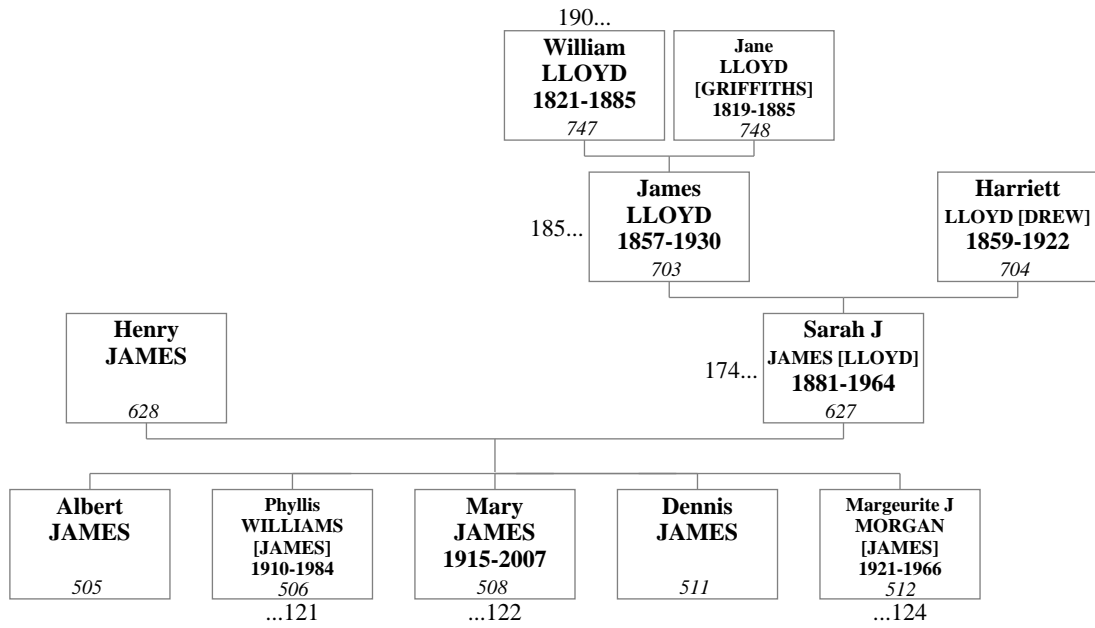 190...
William
LLOYD
1821-1885
747
Jane
LLOYD
[GRIFFITHS]
1819-1885
748
185...
James
LLOYD
1857-1930
703
Harriett
LLOYD [DREW]
1859-1922
704
Henry
JAMES
628
174...
Sarah J
JAMES [LLOYD]
1881-1964
627
Albert
JAMES
505
Phyllis
WILLIAMS
[JAMES]
1910-1984
506
...121
Mary
JAMES
1915-2007
508
...122
Dennis
JAMES
511
Margeurite J
MORGAN
[JAMES]
1921-1966
512
...124